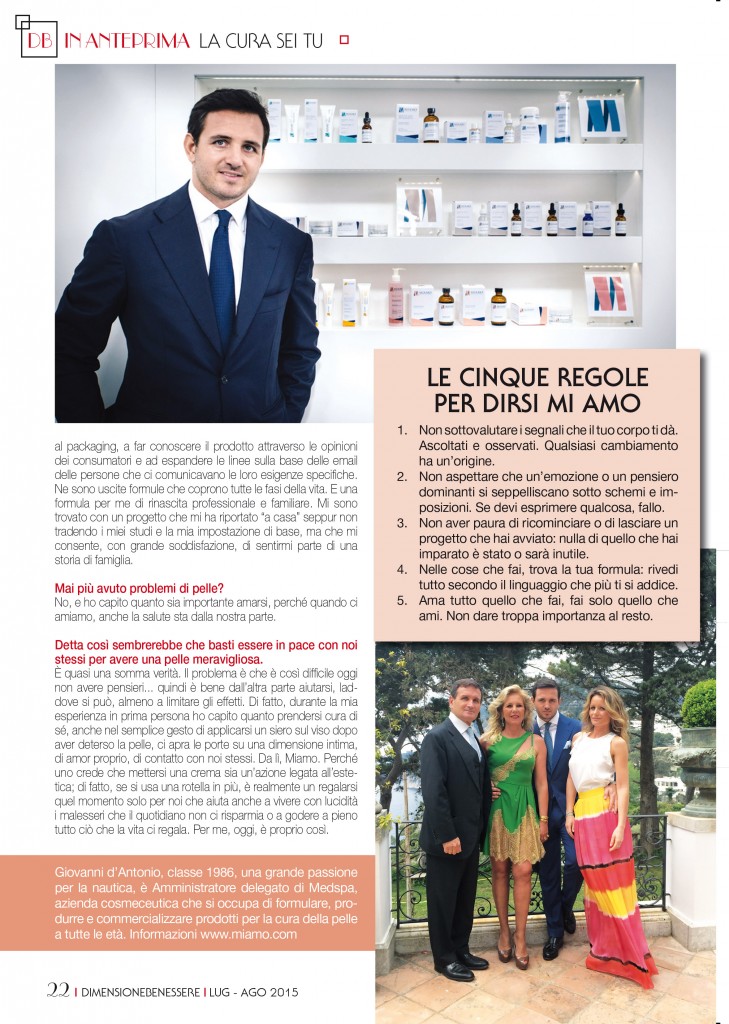 DB IN ANTEPRIMA LA CURA SEI TU
al packaging, a far conoscere il prodotto attraverso le opinioni
dei consumatori e ad espandere le linee sulla base delle email
delle persone che ci comunicavano le loro esigenze specifiche.
Ne sono uscite formule che coprono tutte le fasi della vita. E una
formula per me di rinascita professionale e familiare. Mi sono
trovato con un progetto che mi ha riportato “a casa” seppur non
tradendo i miei studi e la mia impostazione di base, ma che mi
consente, con grande soddisfazione, di sentirmi parte di una
storia di famiglia.
Mai più avuto problemi di pelle?
No, e ho capito quanto sia importante amarsi, perché quando ci
amiamo, anche la salute sta dalla nostra parte.
Detta così sembrerebbe che basti essere in pace con noi
stessi per avere una pelle meravigliosa.
È quasi una somma verità. Il problema è che è così difficile oggi
non avere pensieri... quindi è bene dall’altra parte aiutarsi, lad-
dove si può, almeno a limitare gli effetti. Di fatto, durante la mia
esperienza in prima persona ho capito quanto prendersi cura di
sé, anche nel semplice gesto di applicarsi un siero sul viso dopo
aver deterso la pelle, ci apra le porte su una dimensione intima,
di amor proprio, di contatto con noi stessi. Da lì, Miamo. Perché
uno crede che mettersi una crema sia un’azione legata all’este-
tica; di fatto, se si usa una rotella in più, è realmente un regalarsi
quel momento solo per noi che aiuta anche a vivere con lucidità
i malesseri che il quotidiano non ci risparmia o a godere a pieno
tutto ciò che la vita ci regala. Per me, oggi, è proprio così.
LE CINQUE REGOLE
PER DIRSI MI AMO
1. Non sottovalutare i segnali che il tuo corpo ti dà.
Ascoltati e osservati. Qualsiasi cambiamento
ha un’origine.
2. Non aspettare che un’emozione o un pensiero
dominanti si seppelliscano sotto schemi e im-
posizioni. Se devi esprimere qualcosa, fallo.
3. Non aver paura di ricominciare o di lasciare un
progetto che hai avviato: nulla di quello che hai
imparato è stato o sarà inutile.
4. Nelle cose che fai, trova la tua formula: rivedi
tutto secondo il linguaggio che più ti si addice.
5. Ama tutto quello che fai, fai solo quello che
ami. Non dare troppa importanza al resto.
Giovanni d’Antonio, classe 1986, una grande passione
per la nautica, è Amministratore delegato di Medspa,
azienda cosmeceutica che si occupa di formulare, pro-
durre e commercializzare prodotti per la cura della pelle
a tutte le età. Informazioni www.miamo.com
22 | DIMENSIONEBENESSERE | LUG - AGO 2015